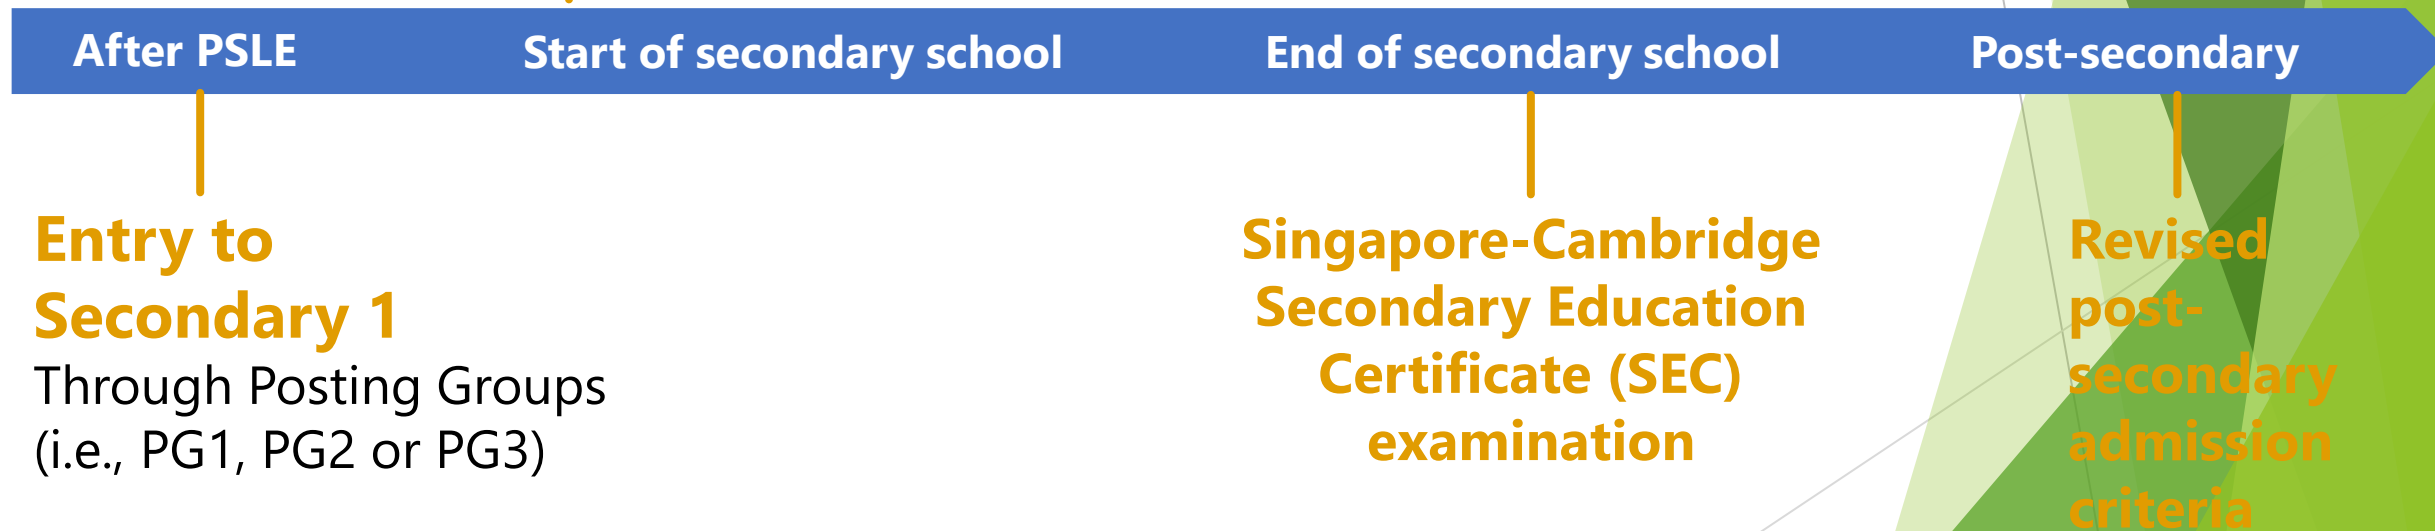 After PSLE
Start of secondary school
End of secondary school
Post-secondary
Entry to
Secondary 1
Through Posting Groups
(i.e., PG1, PG2 or PG3)
Singapore-Cambridge
Secondary Education
Certificate (SEC)
examination
Revised
post-
secondary
admission
criteria